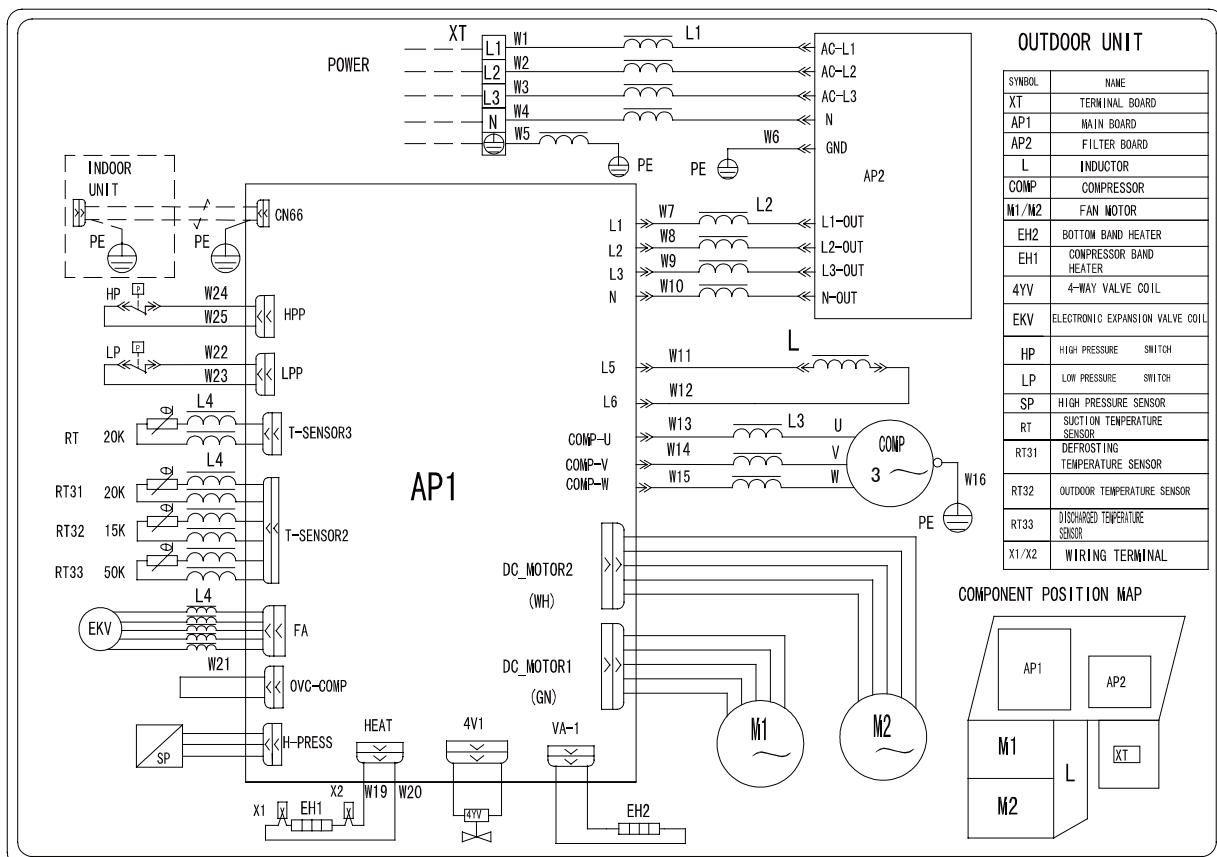 XT
POWER
L1 W1 L1 AC-L1
L2 W2 AC-L2
L3 W3 AC-L3
N W4 N
W5 PE
PE W6 GND
AP2
INDOOR
UNIT
PE PE
CN66
L1 W7 L2 L1-OUT
L2 W8 L2-OUT
L3 W9 L3-OUT
N W10 N-OUT
HP P W24
W25 HPP
LP P W22
W23 LPP
L5 W11 L
L6 W12
L4
RT 20K T-SENSOR3
COMP-U W13 L3 U
COMP-V W14 V
COMP-W W15 W
COMP
3
W16
PE
AP1
L4
RT31 20K
RT32 15K T-SENSOR2
RT33 50K
DC_MOTOR2
(WH)
L4
EKV FA
W21
OVC-COMP
DC_MOTOR1
(GN)
M1
M2
SP H-PRESS
HEAT 4V1 VA-1
X1 X EH1 X2 X W19 W20
4YV
EH2
OUTDOOR UNIT
SYMBOL NAME
XT TERMINAL BOARD
AP1 MAIN BOARD
AP2 FILTER BOARD
L INDUCTOR
COMP COMPRESSOR
M1/M2 FAN MOTOR
EH2 BOTTOM BAND HEATER
EH1 COMPRESSOR BAND
HEATER
4YV 4-WAY VALVE COIL
EKV ELECTRONIC EXPANSION VALVE COIL
HP HIGH PRESSURE SWITCH
LP LOW PRESSURE SWITCH
SP HIGH PRESSURE SENSOR
RT SUCTION TEMPERATURE
SENSOR
RT31 DEFROSTING
TEMPERATURE SENSOR
RT32 OUTDOOR TEMPERATURE SENSOR
RT33 DISCHARGED TEMPERATURE
SENSOR
X1/X2 WIRING TERMINAL
COMPONENT POSITION MAP
AP1
AP2
M1
L
XT
M2